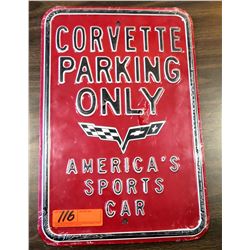 CORVETTE
PARKING
ONLY
AMERICA'S
SPORTS
CAR
116